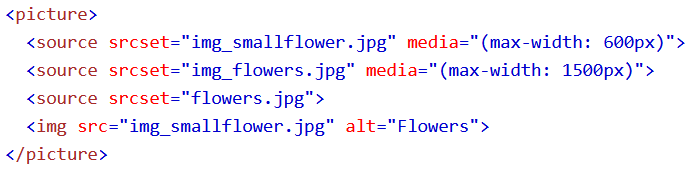 <picture>
<source srcset="img_smallflower.jpg" media="(max-width: 600px)">
<source srcset="img_flowers.jpg" media="(max-width: 1500px)">
<source srcset="flowers.jpg">
<img src="img_smallflower.jpg" alt="Flowers">
</picture>